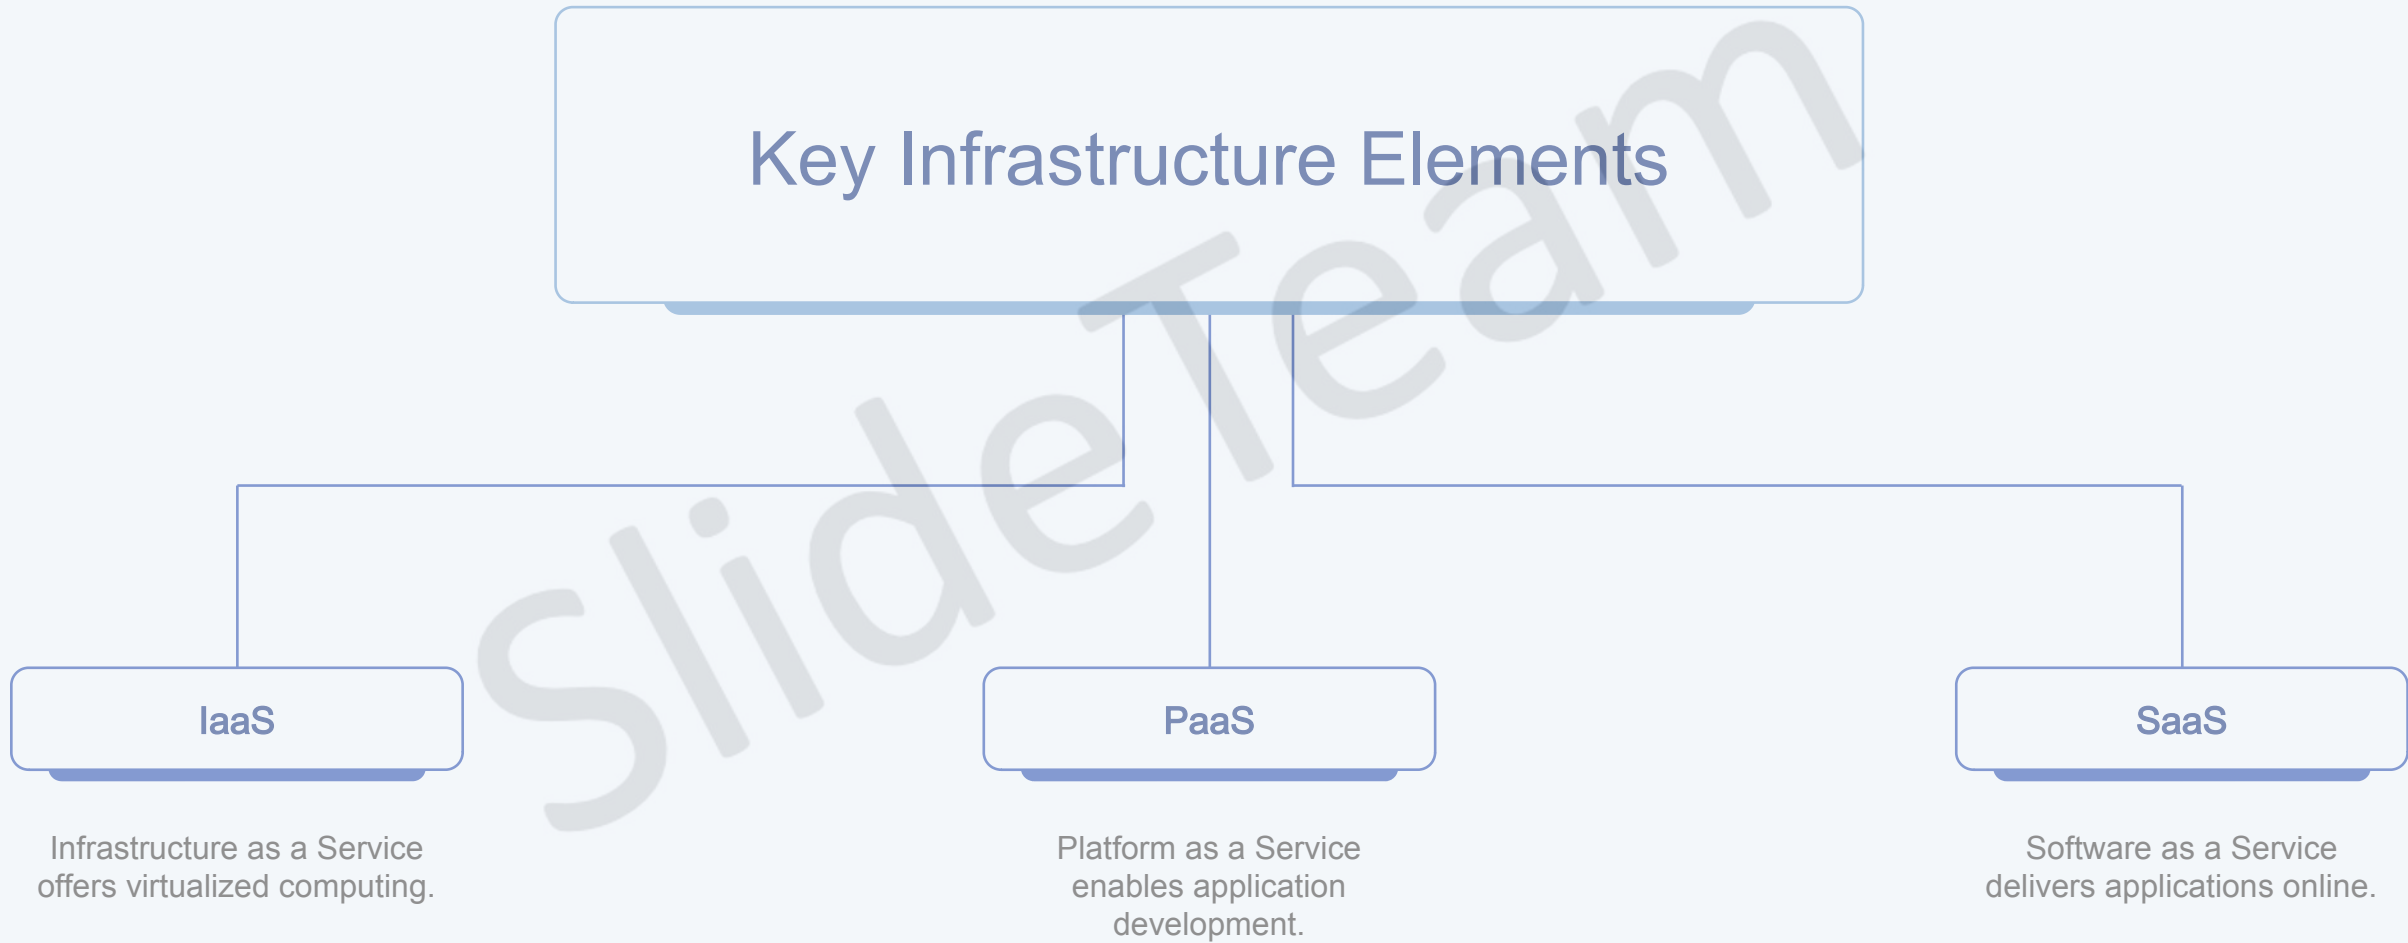 Key Infrastructure Elements
SlideTeam
IaaS
PaaS
SaaS
Infrastructure as a Service
offers virtualized computing.
Platform as a Service
enables application
development.
Software as a Service
delivers applications online.